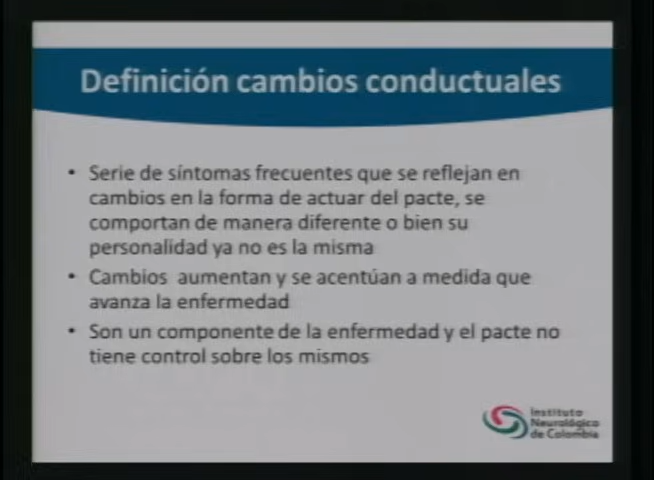 Definición cambios conductuales
• Serie de síntomas frecuentes que se reflejan en
cambios en la forma de actuar del pacte, se
comportan de manera diferente o bien su
personalidad ya no es la misma
• Cambios aumentan y se acentúan a medida que
avanza la enfermedad
• Son un componente de la enfermedad y el pacte no
tiene control sobre los mismos
Instituto
Neurológico
de Colombia